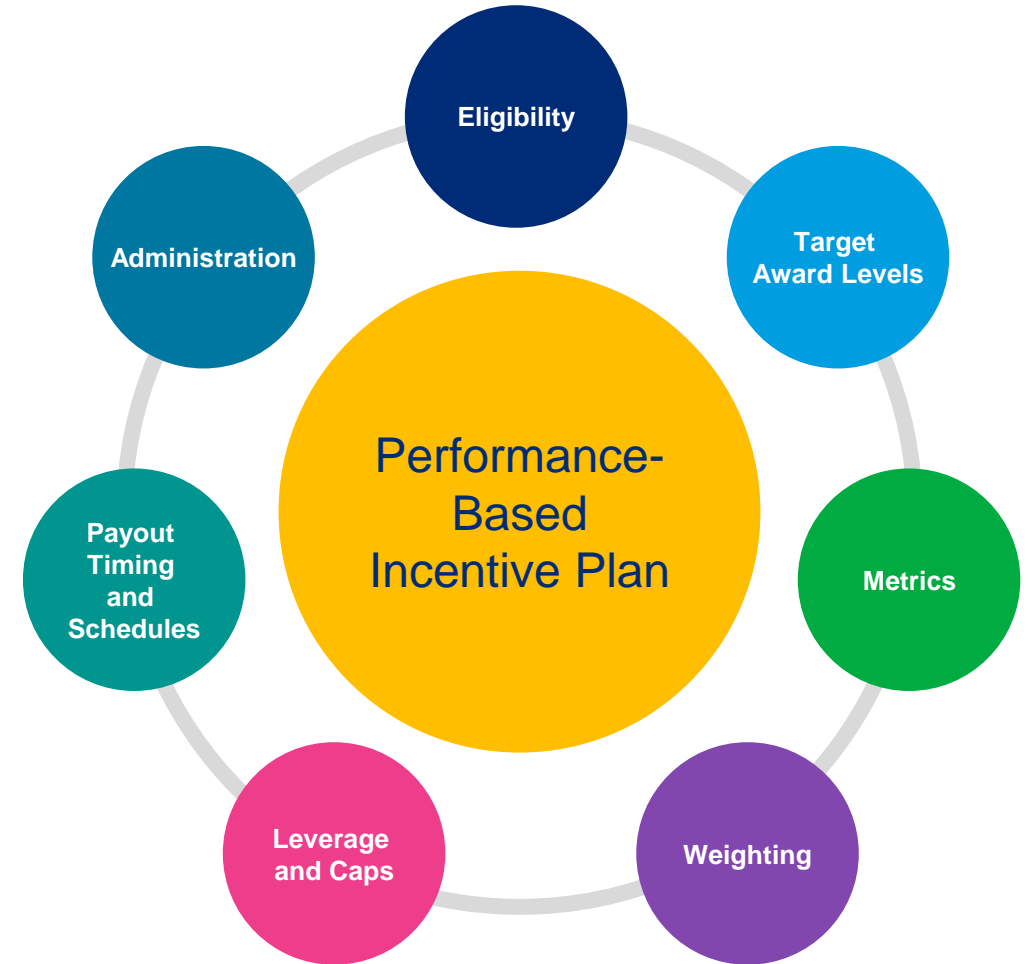 Eligibility
Target
Award Levels
Metrics
Weighting
Leverage
and Caps
Payout
Timing
and
Schedules
Administration
Performance-
Based
Incentive Plan